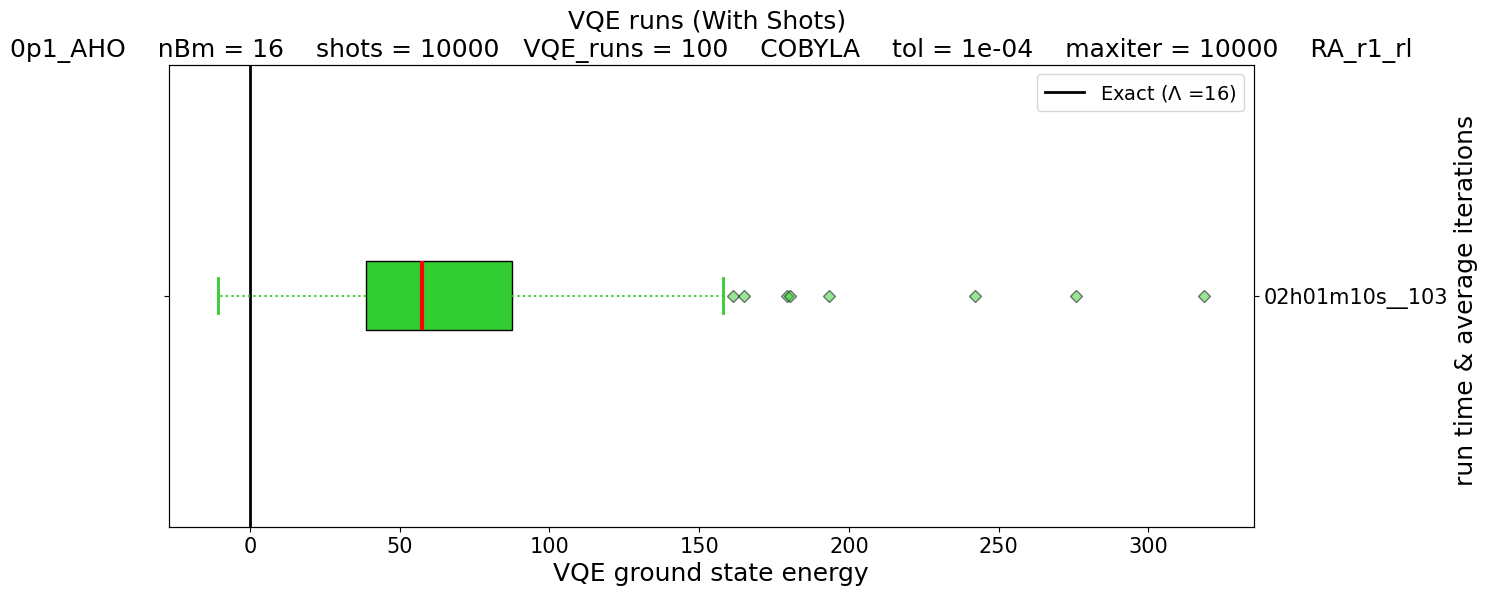 VQE runs (With Shots)
0p1_AHO nBm = 16 shots = 10000 VQE_runs = 100 COBYLA tol = 1e-04 maxiter = 10000 RA_r1_rl
Exact (Λ =16)
02h01m10s__103
run time & average iterations
0 50 100 150 200 250 300
VQE ground state energy